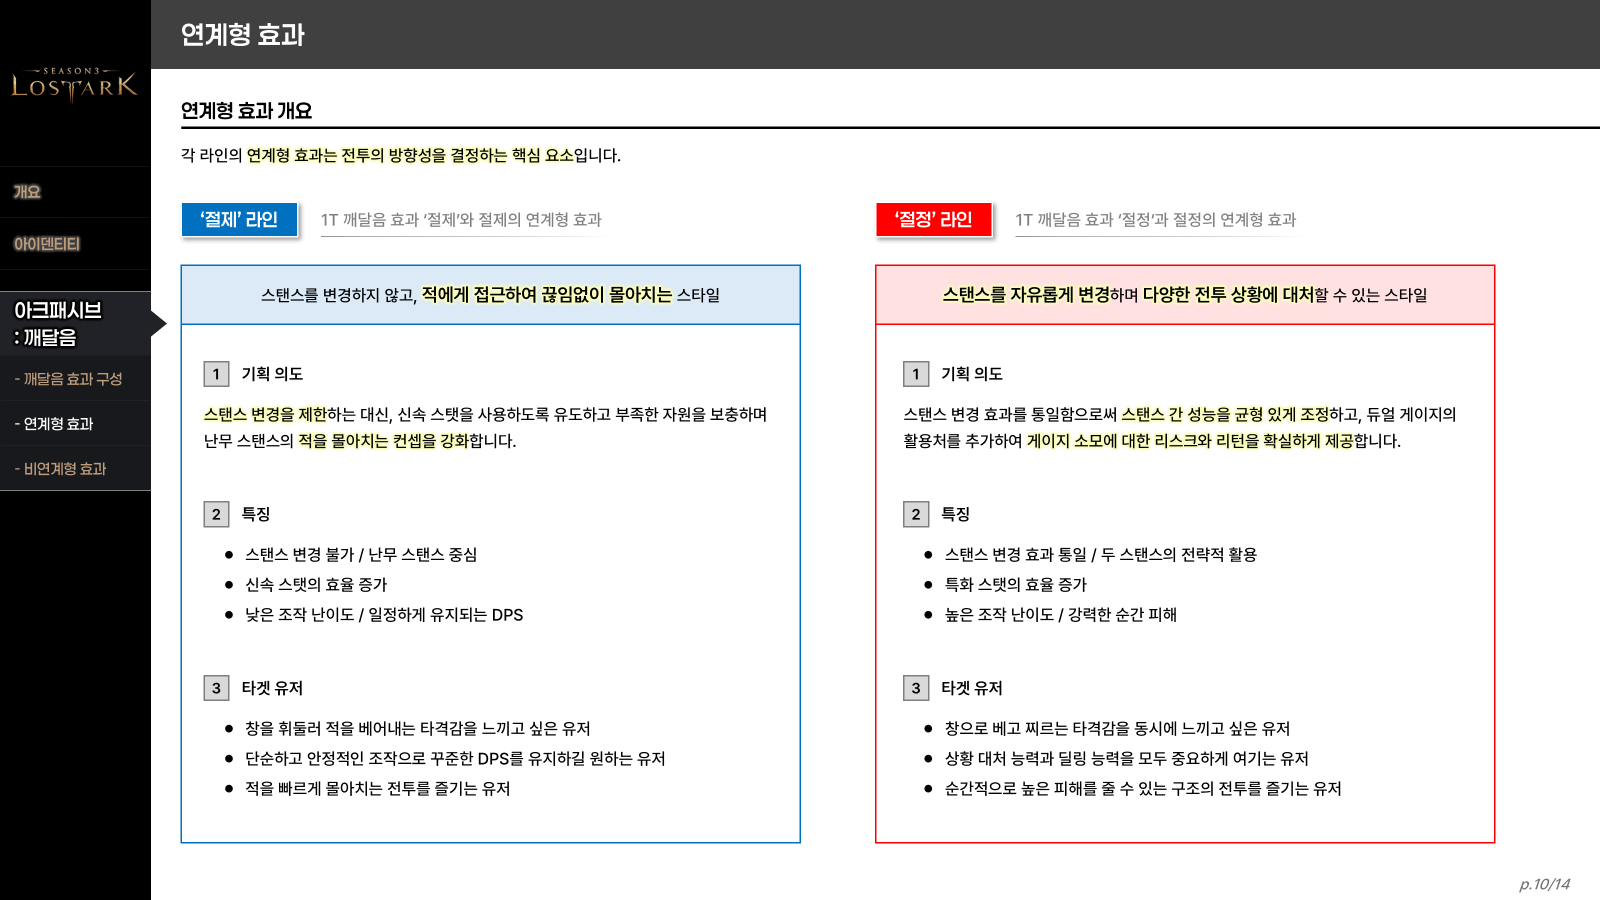 연계형 효과
SEASON3
LOSTARK
개요
아이덴티티
아크패시브
: 깨달음
- 깨달음 효과 구성
- 연계형 효과
- 비연계형 효과
연계형 효과 개요
각 라인의 연계형 효과는 전투의 방향성을 결정하는 핵심 요소입니다.
‘절제’ 라인
1T 깨달음 효과 ‘절제’와 절제의 연계형 효과
스탠스를 변경하지 않고, 적에게 접근하여 끊임없이 몰아치는 스타일
1 기획 의도
스탠스 변경을 제한하는 대신, 신속 스탯을 사용하도록 유도하고 부족한 자원을 보충하며
난무 스탠스의 적을 몰아치는 컨셉을 강화합니다.
2 특징
● 스탠스 변경 불가 / 난무 스탠스 중심
● 신속 스탯의 효율 증가
● 낮은 조작 난이도 / 일정하게 유지되는 DPS
3 타겟 유저
● 창을 휘둘러 적을 베어내는 타격감을 느끼고 싶은 유저
● 단순하고 안정적인 조작으로 꾸준한 DPS를 유지하길 원하는 유저
● 적을 빠르게 몰아치는 전투를 즐기는 유저
‘절정’ 라인
1T 깨달음 효과 ‘절정’과 절정의 연계형 효과
스탠스를 자유롭게 변경하며 다양한 전투 상황에 대처할 수 있는 스타일
1 기획 의도
스탠스 변경 효과를 통일함으로써 스탠스 간 성능을 균형 있게 조정하고, 듀얼 게이지의
활용처를 추가하여 게이지 소모에 대한 리스크와 리턴을 확실하게 제공합니다.
2 특징
● 스탠스 변경 효과 통일 / 두 스탠스의 전략적 활용
● 특화 스탯의 효율 증가
● 높은 조작 난이도 / 강력한 순간 피해
3 타겟 유저
● 창으로 베고 찌르는 타격감을 동시에 느끼고 싶은 유저
● 상황 대처 능력과 딜링 능력을 모두 중요하게 여기는 유저
● 순간적으로 높은 피해를 줄 수 있는 구조의 전투를 즐기는 유저
p.10/14